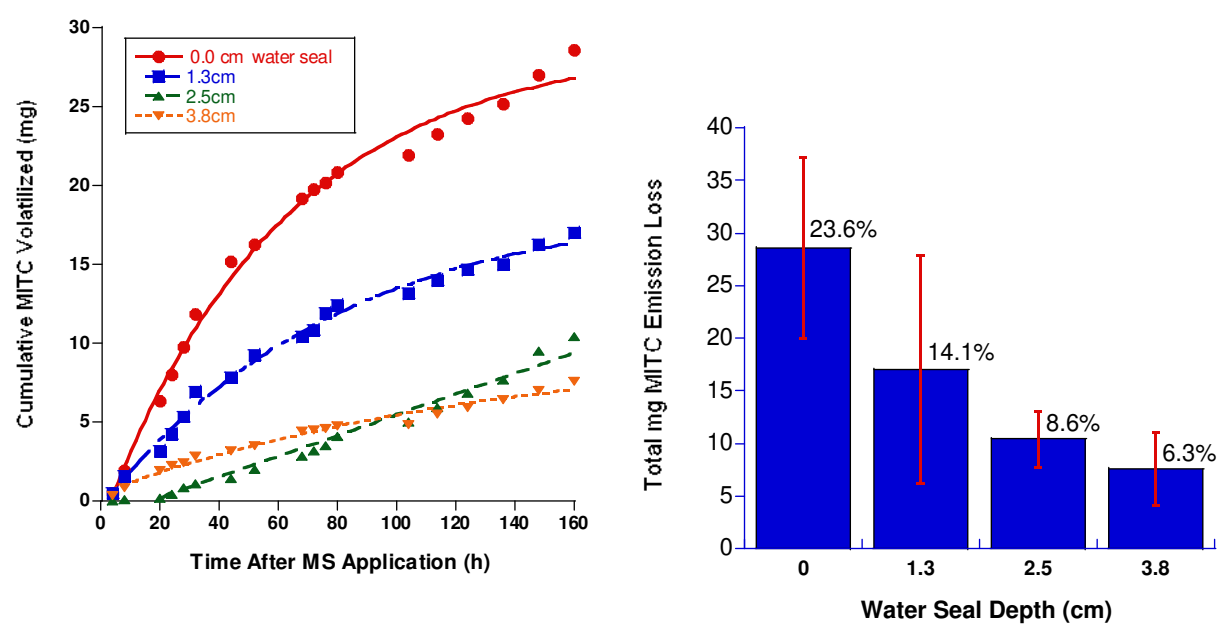 30
25
20
15
10
5
0
Cumulative MITC Volatilized (mg)
0.0 cm water seal
1.3cm
2.5cm
3.8cm
0 20 40 60 80 100 120 140 160
Time After MS Application (h)
40
35
30
25
20
15
10
5
0
Total mg MITC Emission Loss
23.6%
14.1%
8.6%
6.3%
0 1.3 2.5 3.8
Water Seal Depth (cm)